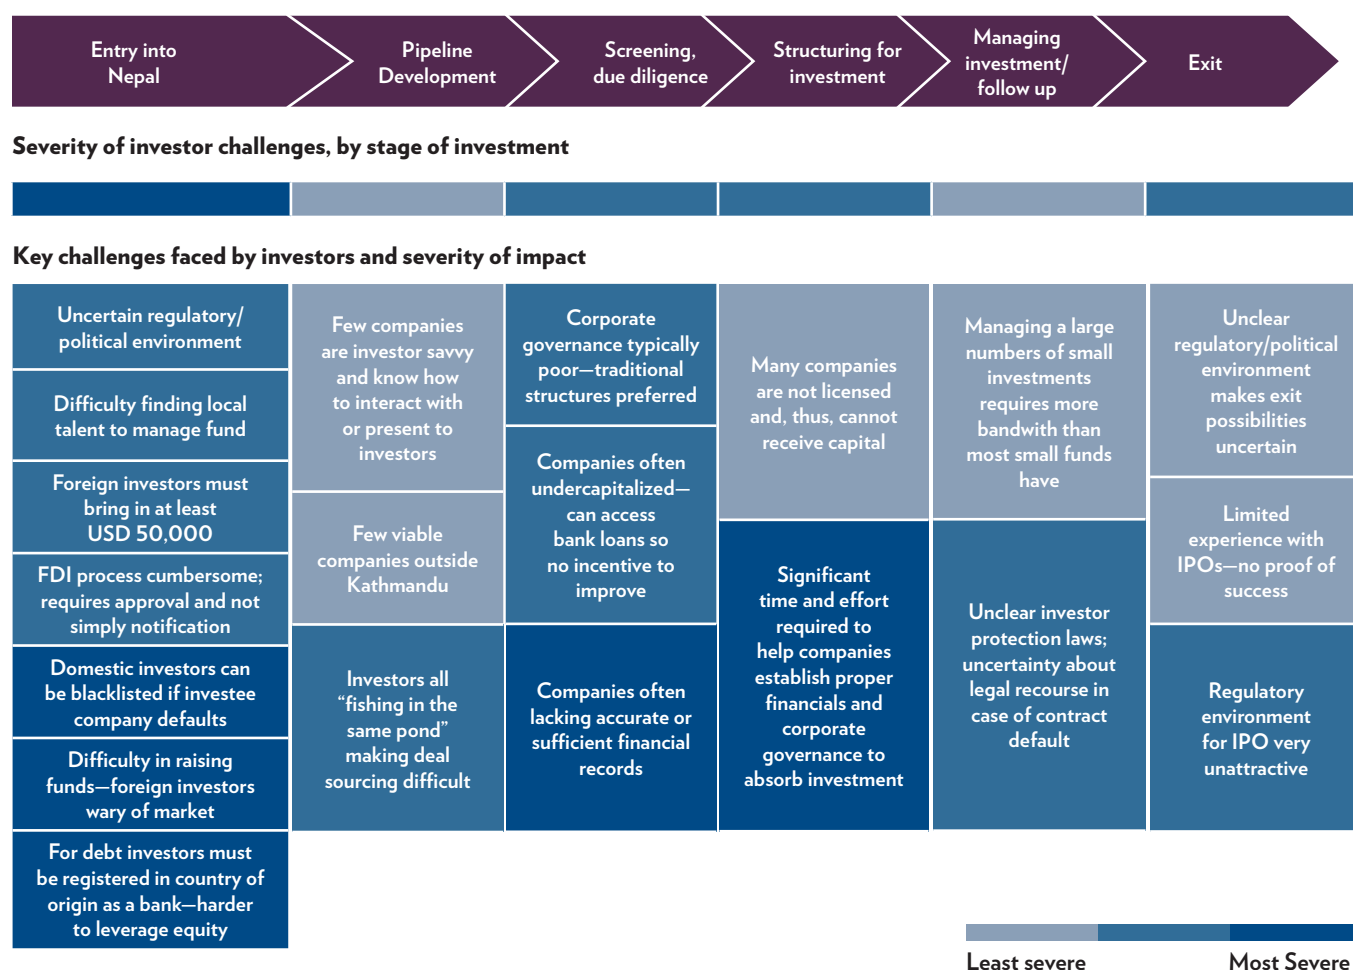 Entry into
Nepal
Pipeline
Development
Screening,
due diligence
Structuring for
investment
Managing
investment/
follow up
Exit
Severity of investor challenges, by stage of investment
Key challenges faced by investors and severity of impact
Uncertain regulatory/
political environment
Difficulty finding local
talent to manage fund
Foreign investors must
bring in at least
USD 50,000
FDI process cumbersome;
requires approval and not
simply notification
Domestic investors can
be blacklisted if investee
company defaults
Difficulty in raising
funds—foreign investors
wary of market
For debt investors must
be registered in country of
origin as a bank—harder
to leverage equity
Few companies
are investor savvy
and know how
to interact with
or present to
investors
Few viable
companies outside
Kathmandu
Investors all
“fishing in the
same pond”
making deal
sourcing difficult
Corporate
governance typically
poor—traditional
structures preferred
Companies often
undercapitalized—
can access
bank loans so
no incentive to
improve
Companies often
lacking accurate or
sufficient financial
records
Many companies
are not licensed
and, thus, cannot
receive capital
Significant
time and effort
required to
help companies
establish proper
financials and
corporate
governance to
absorb investment
Managing a large
numbers of small
investments
requires more
bandwith than
most small funds
have
Unclear investor
protection laws;
uncertainty about
legal recourse in
case of contract
default
Unclear
regulatory/political
environment
makes exit
possibilities
uncertain
Limited
experience with
IPOs—no proof of
success
Regulatory
environment
for IPO very
unattractive
Least severe
Most Severe